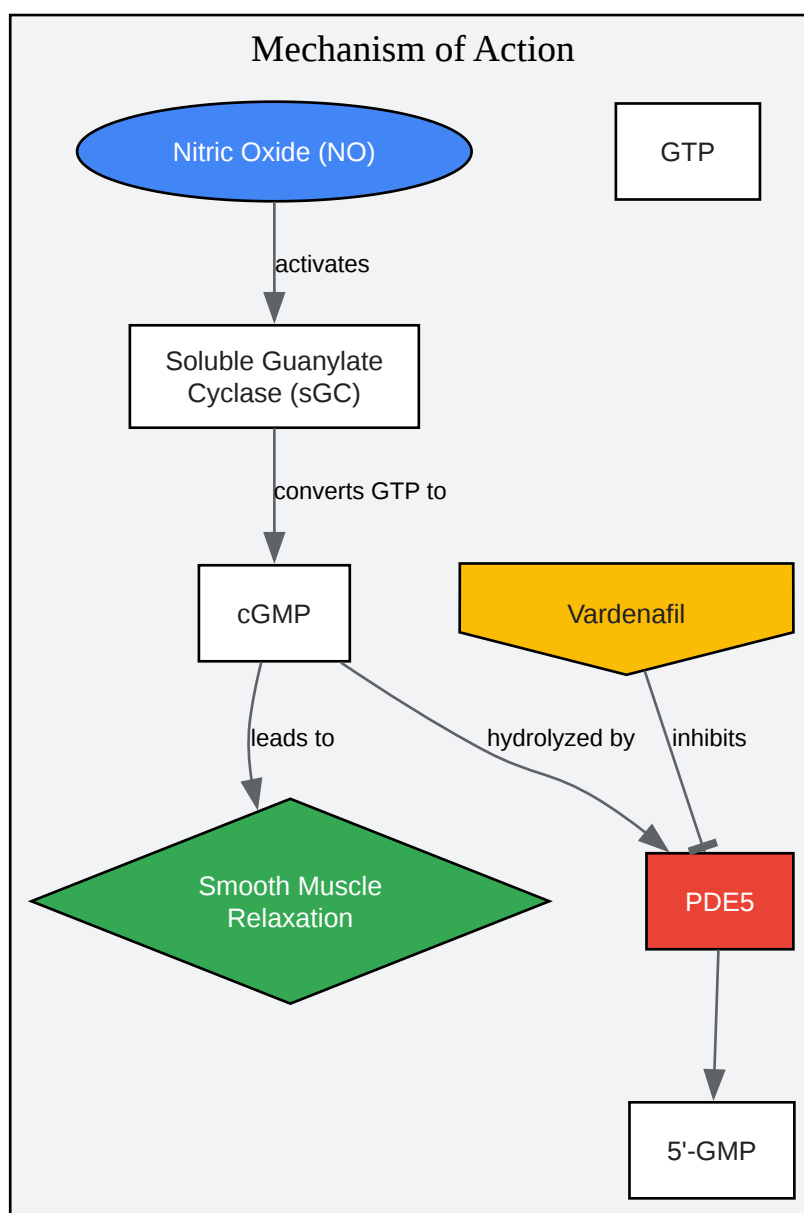 Mechanism of Action
Nitric Oxide (NO)
GTP
activates
Soluble Guanylate
Cyclase (sGC)
converts GTP to
cGMP
Vardenafil
leads to
hydrolyzed by
inhibits
Smooth Muscle
Relaxation
PDE5
5'-GMP